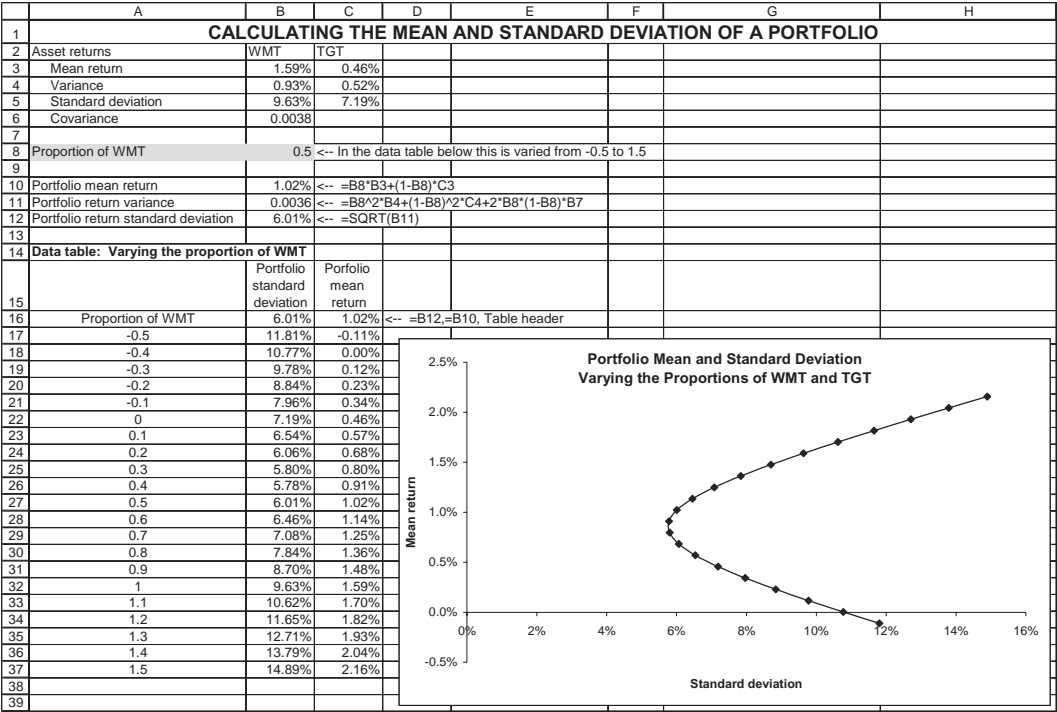 A B C D E F G H
1 CALCULATING THE MEAN AND STANDARD DEVIATION OF A PORTFOLIO
2 Asset returns WMT TGT
3 Mean return 1.59% 0.46%
4 Variance 0.93% 0.52%
5 Standard deviation 9.63% 7.19%
6 Covariance 0.0038
7
8 Proportion of WMT 0.5 <-- In the data table below this is varied from -0.5 to 1.5
9
10 Portfolio mean return 1.02% <-- =B8*B3+(1-B8)*C3
11 Portfolio return variance 0.0036 <-- =B8^2*B4+(1-B8)^2*C4+2*B8*(1-B8)*B7
12 Portfolio return standard deviation 6.01% <-- =SQRT(B11)
13
14 Data table: Varying the proportion of WMT
Portfolio Porfolio
standard mean
15 deviation return
16 Proportion of WMT 6.01% 1.02% <-- =B12,=B10, Table header
17 -0.5 11.81% -0.11%
18 -0.4 10.77% 0.00%
19 -0.3 9.78% 0.12%
20 -0.2 8.84% 0.23%
21 -0.1 7.96% 0.34%
22 0 7.19% 0.46%
23 0.1 6.54% 0.57%
24 0.2 6.06% 0.68%
25 0.3 5.80% 0.80%
26 0.4 5.78% 0.91%
27 0.5 6.01% 1.02%
28 0.6 6.46% 1.14%
29 0.7 7.08% 1.25%
30 0.8 7.84% 1.36%
31 0.9 8.70% 1.48%
32 1 9.63% 1.59%
33 1.1 10.62% 1.70%
34 1.2 11.65% 1.82%
35 1.3 12.71% 1.93%
36 1.4 13.79% 2.04%
37 1.5 14.89% 2.16%
38
39
Portfolio Mean and Standard Deviation
Varying the Proportions of WMT and TGT
Mean return
2.5%
2.0%
1.5%
1.0%
0.5%
0.0%
-0.5%
0% 2% 4% 6% 8% 10% 12% 14% 16%
Standard deviation